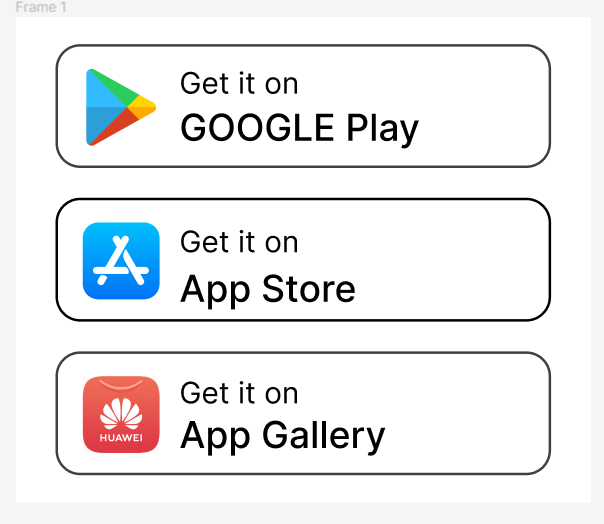 Frame 1
Get it on
GOOGLE Play
Get it on
App Store
Get it on
HUAWEI
App Gallery